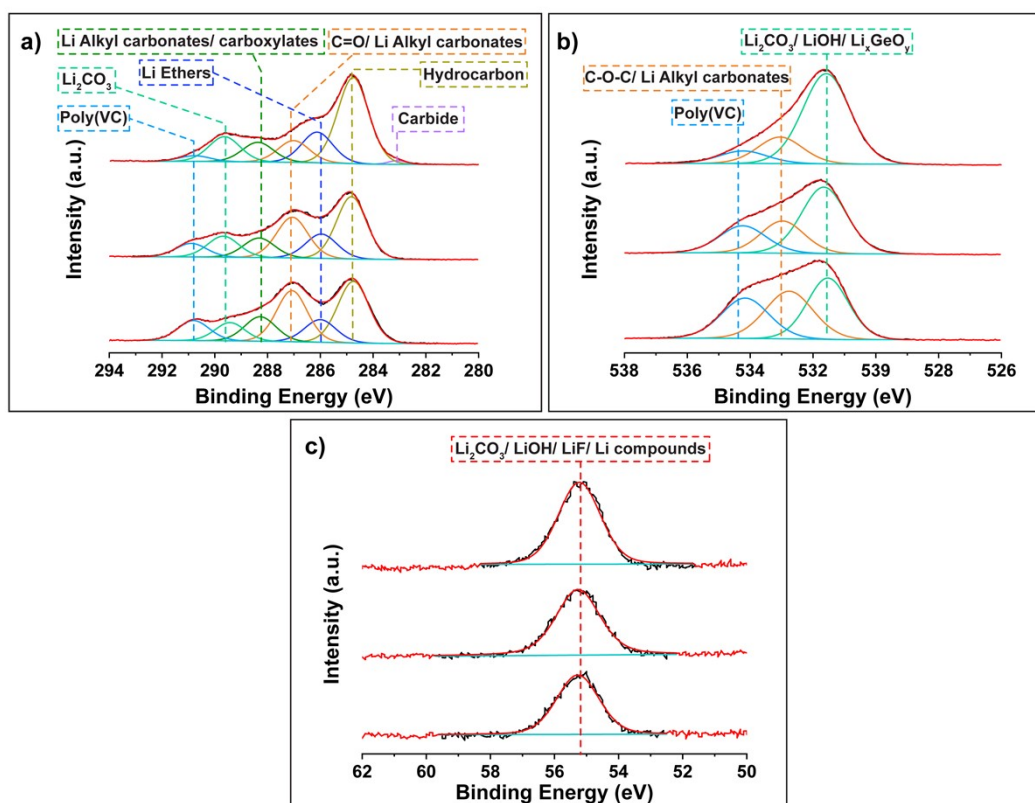 a)
Li Alkyl carbonates/ carboxylates
C=O/ Li Alkyl carbonates
Li₂CO₃
Li Ethers
Hydrocarbon
Poly(VC)
Carbide
Intensity (a.u.)
294 292 290 288 286 284 282 280
Binding Energy (eV)
b)
Li₂CO₃/ LiOH/ LiₓGeOᵧ
C-O-C/ Li Alkyl carbonates
Poly(VC)
Intensity (a.u.)
538 536 534 532 539 528 526
Binding Energy (eV)
c)
Li₂CO₃/ LiOH/ LiF/ Li compounds
Intensity (a.u.)
62 60 58 56 54 52 50
Binding Energy (eV)